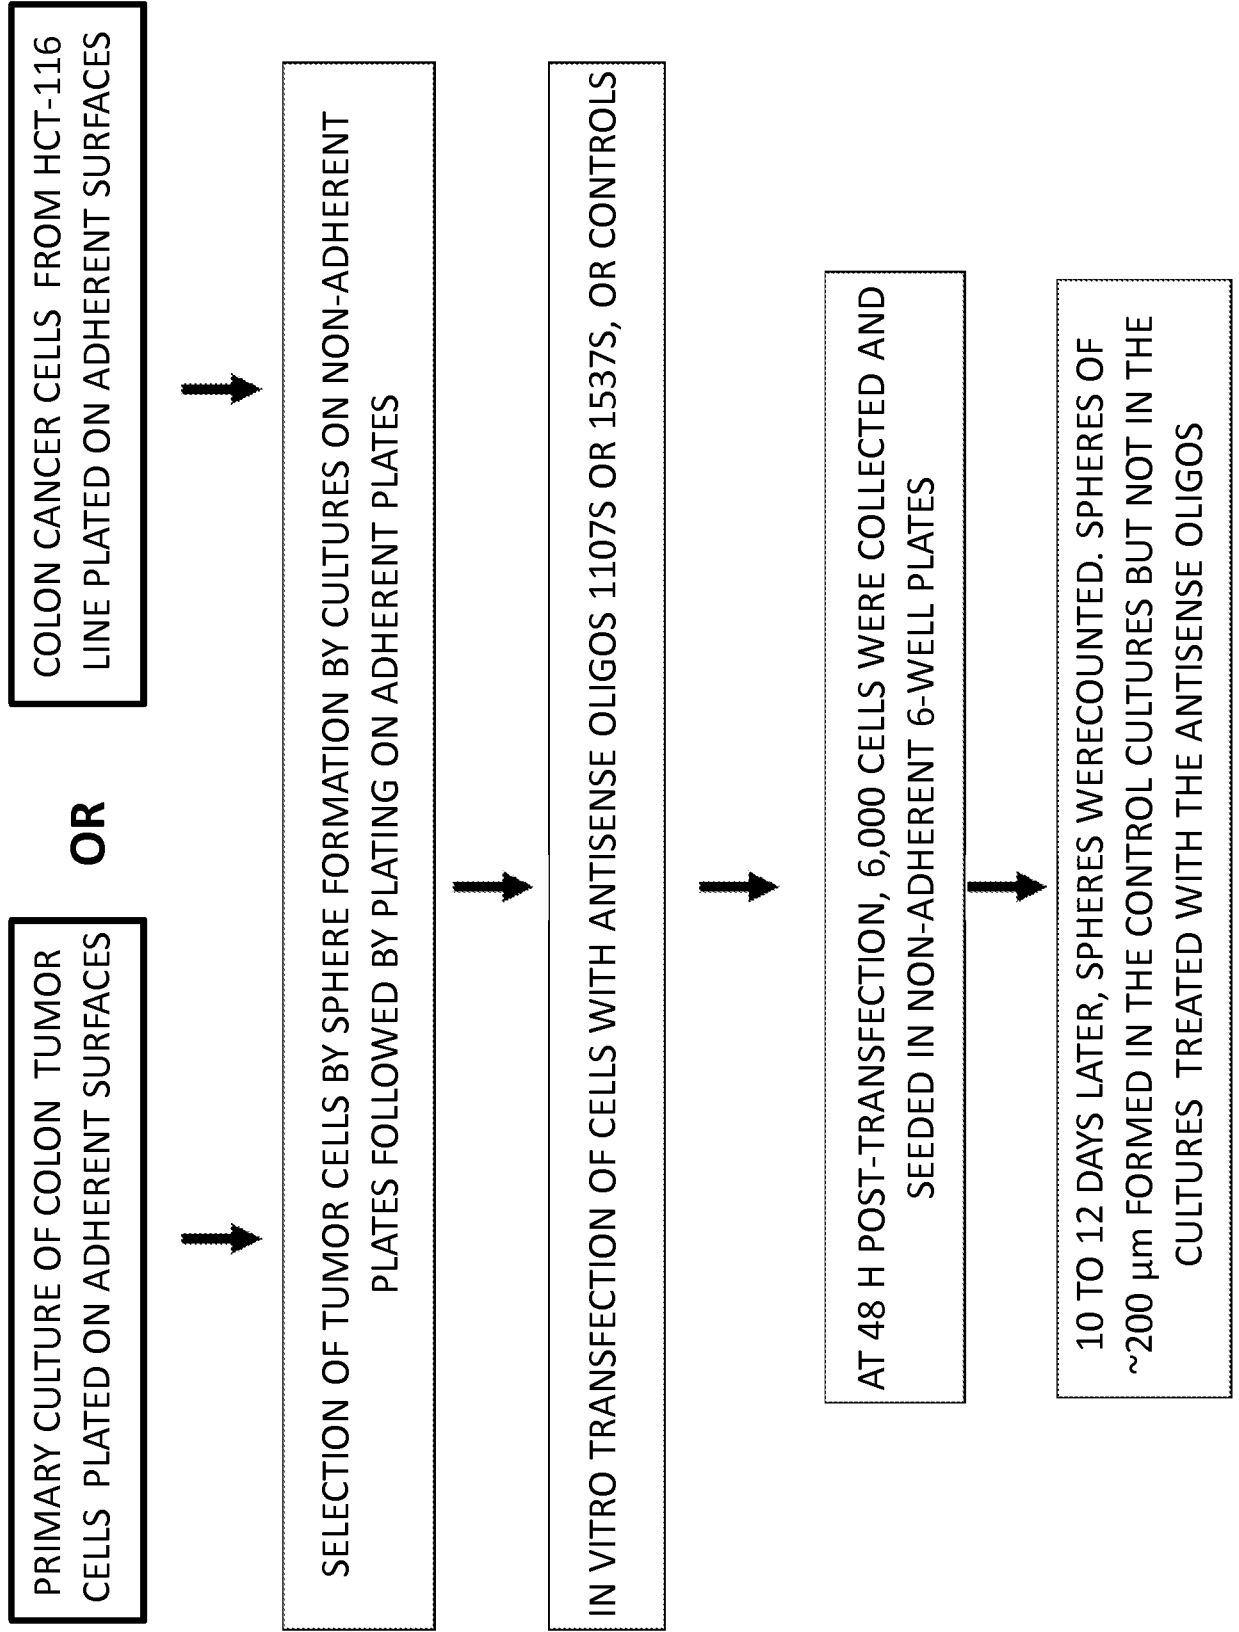 PRIMARY CULTURE OF COLON TUMOR
CELLS PLATED ON ADHERENT SURFACES
OR
COLON CANCER CELLS FROM HCT-116
LINE PLATED ON ADHERENT SURFACES
SELECTION OF TUMOR CELLS BY SPHERE FORMATION BY CULTURES ON NON-ADHERENT
PLATES FOLLOWED BY PLATING ON ADHERENT PLATES
IN VITRO TRANSFECTION OF CELLS WITH ANTISENSE OLIGOS 1107S OR 1537S, OR CONTROLS
AT 48 H POST-TRANSFECTION, 6,000 CELLS WERE COLLECTED AND
SEEDED IN NON-ADHERENT 6-WELL PLATES
10 TO 12 DAYS LATER, SPHERES WERECOUNTED. SPHERES OF
~200 µm FORMED IN THE CONTROL CULTURES BUT NOT IN THE
CULTURES TREATED WITH THE ANTISENSE OLIGOS